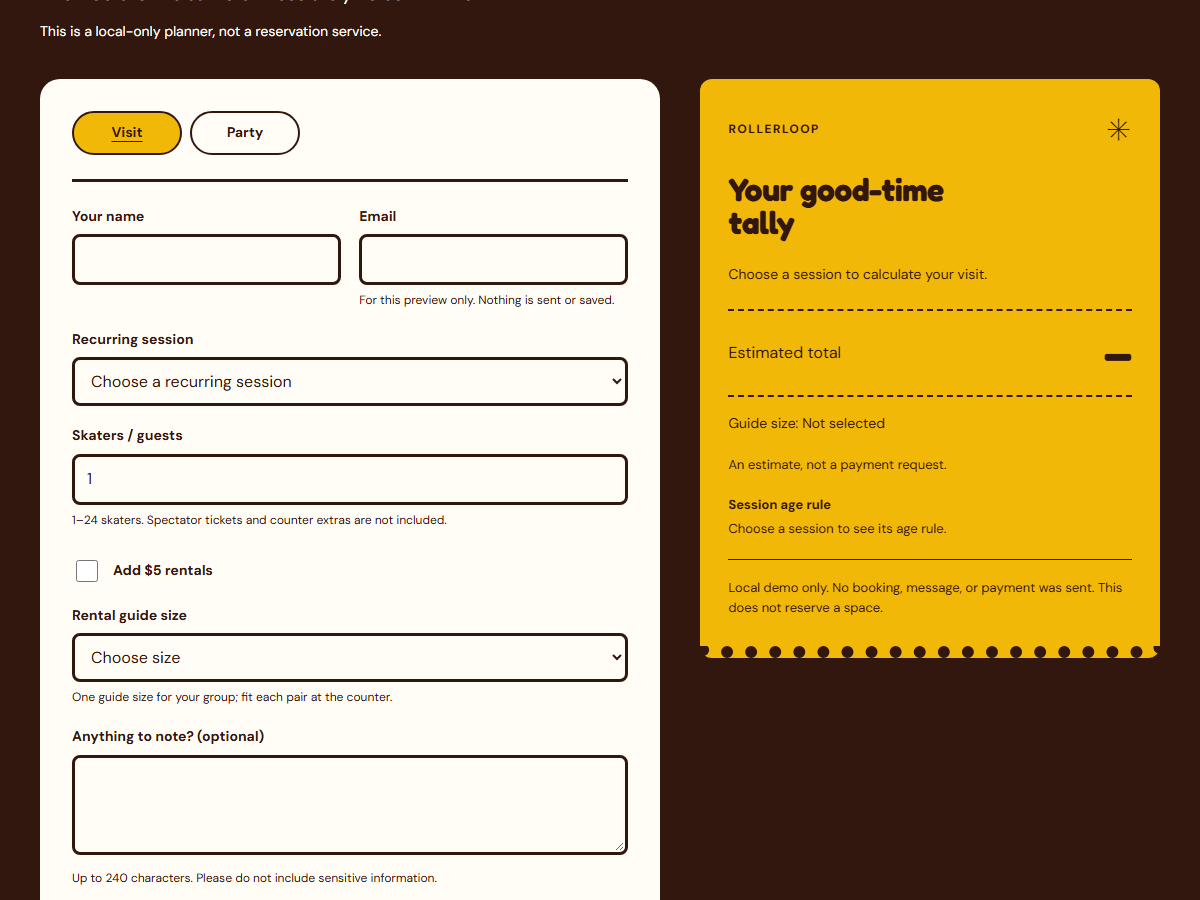 This is a local-only planner, not a reservation service.
Visit
Party
Your name
Email
For this preview only. Nothing is sent or saved.
Recurring session
Choose a recurring session
Skaters / guests
1
1–24 skaters. Spectator tickets and counter extras are not included.
Add $5 rentals
Rental guide size
Choose size
One guide size for your group; fit each pair at the counter.
Anything to note? (optional)
Up to 240 characters. Please do not include sensitive information.
ROLLERLOOP
Your good-time
tally
Choose a session to calculate your visit.
Estimated total
—
Guide size: Not selected
An estimate, not a payment request.
Session age rule
Choose a session to see its age rule.
Local demo only. No booking, message, or payment was sent. This
does not reserve a space.